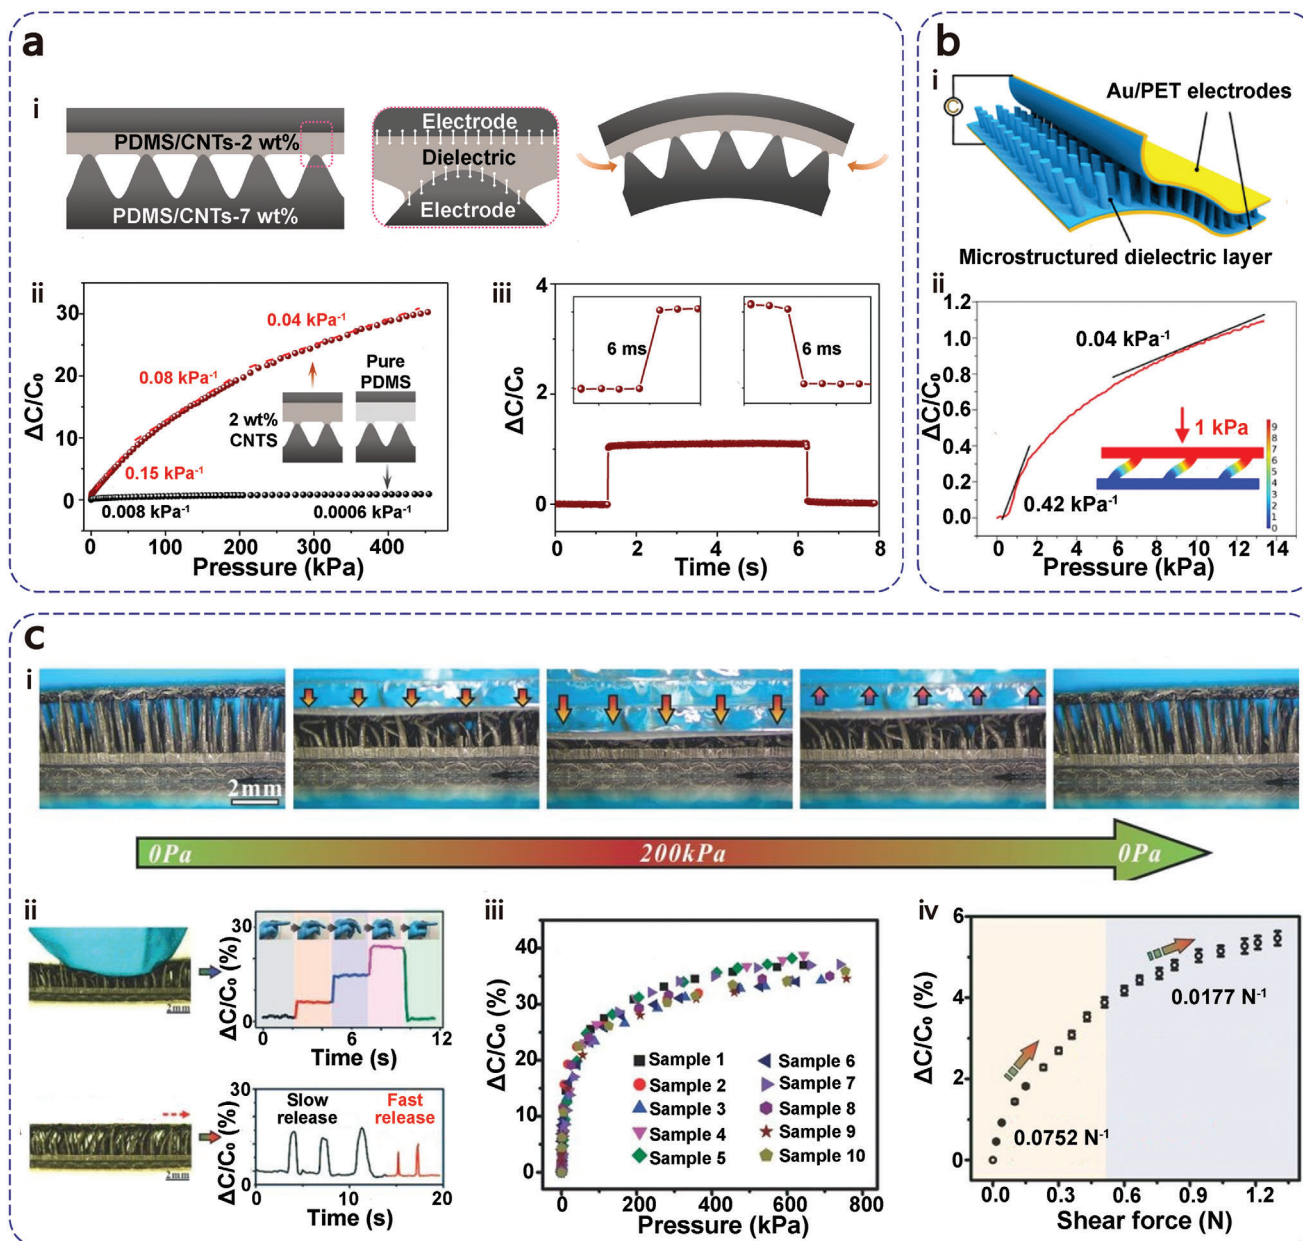 a
i
PDMS/CNTs-2 wt%
PDMS/CNTs-7 wt%
Electrode
Dielectric
Electrode
ii
ΔC/C₀
30
20
10
0
0.04 kPa⁻¹
0.08 kPa⁻¹
0.15 kPa⁻¹
Pure
PDMS
2 wt%
CNTS
0.008 kPa⁻¹
0.0006 kPa⁻¹
0 100 200 300 400
Pressure (kPa)
iii
ΔC/C₀
4
2
0
6 ms
6 ms
0 2 4 6 8
Time (s)
b
i
C
Au/PET electrodes
Microstructured dielectric layer
ii
ΔC/C₀
1.2
1.0
0.8
0.6
0.4
0.2
0.0
0.04 kPa⁻¹
0.42 kPa⁻¹
1 kPa
9
8
7
6
5
4
3
2
1
0
0 2 4 6 8 10 12 14
Pressure (kPa)
c
i
2mm
0Pa 200kPa 0Pa
ii
2mm
ΔC/C₀ (%)
30
15
0
0 6 12
Time (s)
2mm
ΔC/C₀ (%)
30
15
0
Slow
release
Fast
release
0 10 20
Time (s)
iii
ΔC/C₀ (%)
40
30
20
10
0
Sample 1
Sample 2
Sample 3
Sample 4
Sample 5
Sample 6
Sample 7
Sample 8
Sample 9
Sample 10
0 200 400 600 800
Pressure (kPa)
iv
ΔC/C₀ (%)
6
4
2
0
0.0177 N⁻¹
0.0752 N⁻¹
0.0 0.3 0.6 0.9 1.2
Shear force (N)